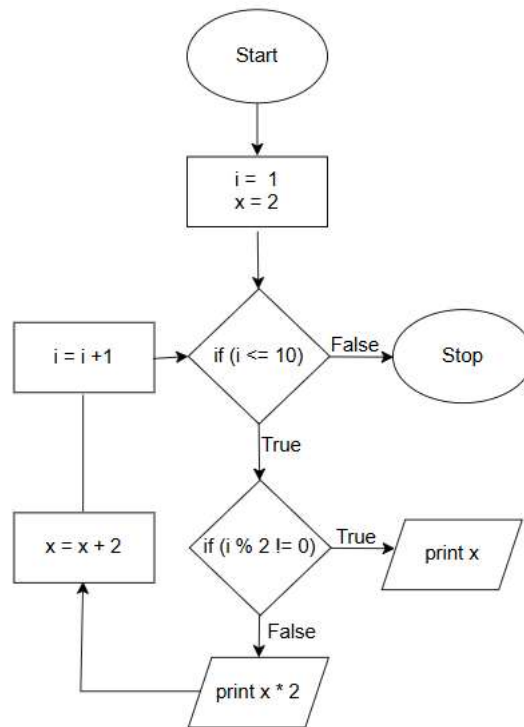 Start
i = 1
x = 2
i = i +1
if (i <= 10)
False
Stop
True
x = x + 2
if (i % 2 != 0)
True
print x
False
print x * 2